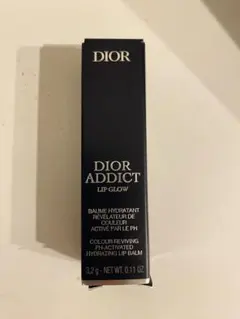 DIOR
DIOR
ADDICT
LIP GLOW
BAUME HYDRATANT
RÉVÉLATEUR DE
COULEUR
ACTIVÉ PAR LE PH
COLOUR REVIVING
PH-ACTIVATED
HYDRATING LIP BALM
3,2 g - NET WT. 0.11 OZ